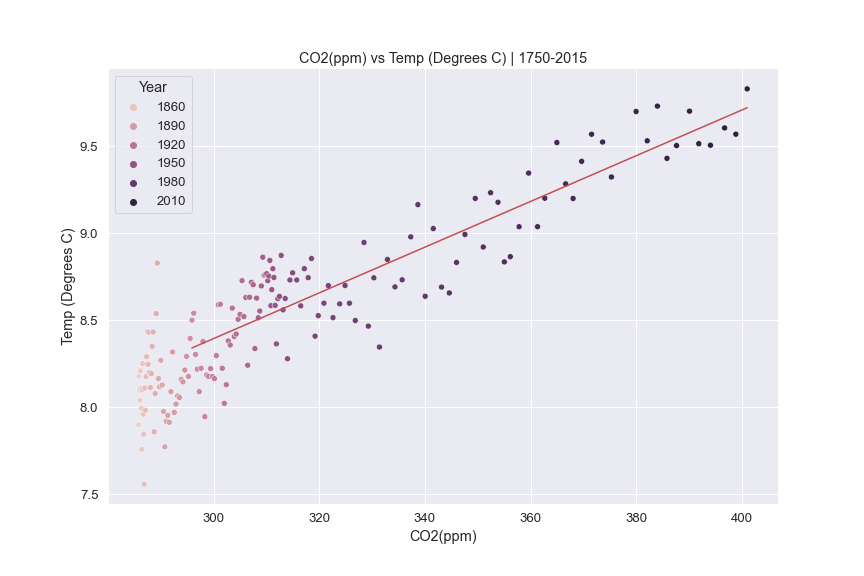 CO2(ppm) vs Temp (Degrees C) | 1750-2015
Year
1860
1890
1920
1950
1980
2010
9.5
9.0
8.5
8.0
7.5
Temp (Degrees C)
300 320 340 360 380 400
CO2(ppm)